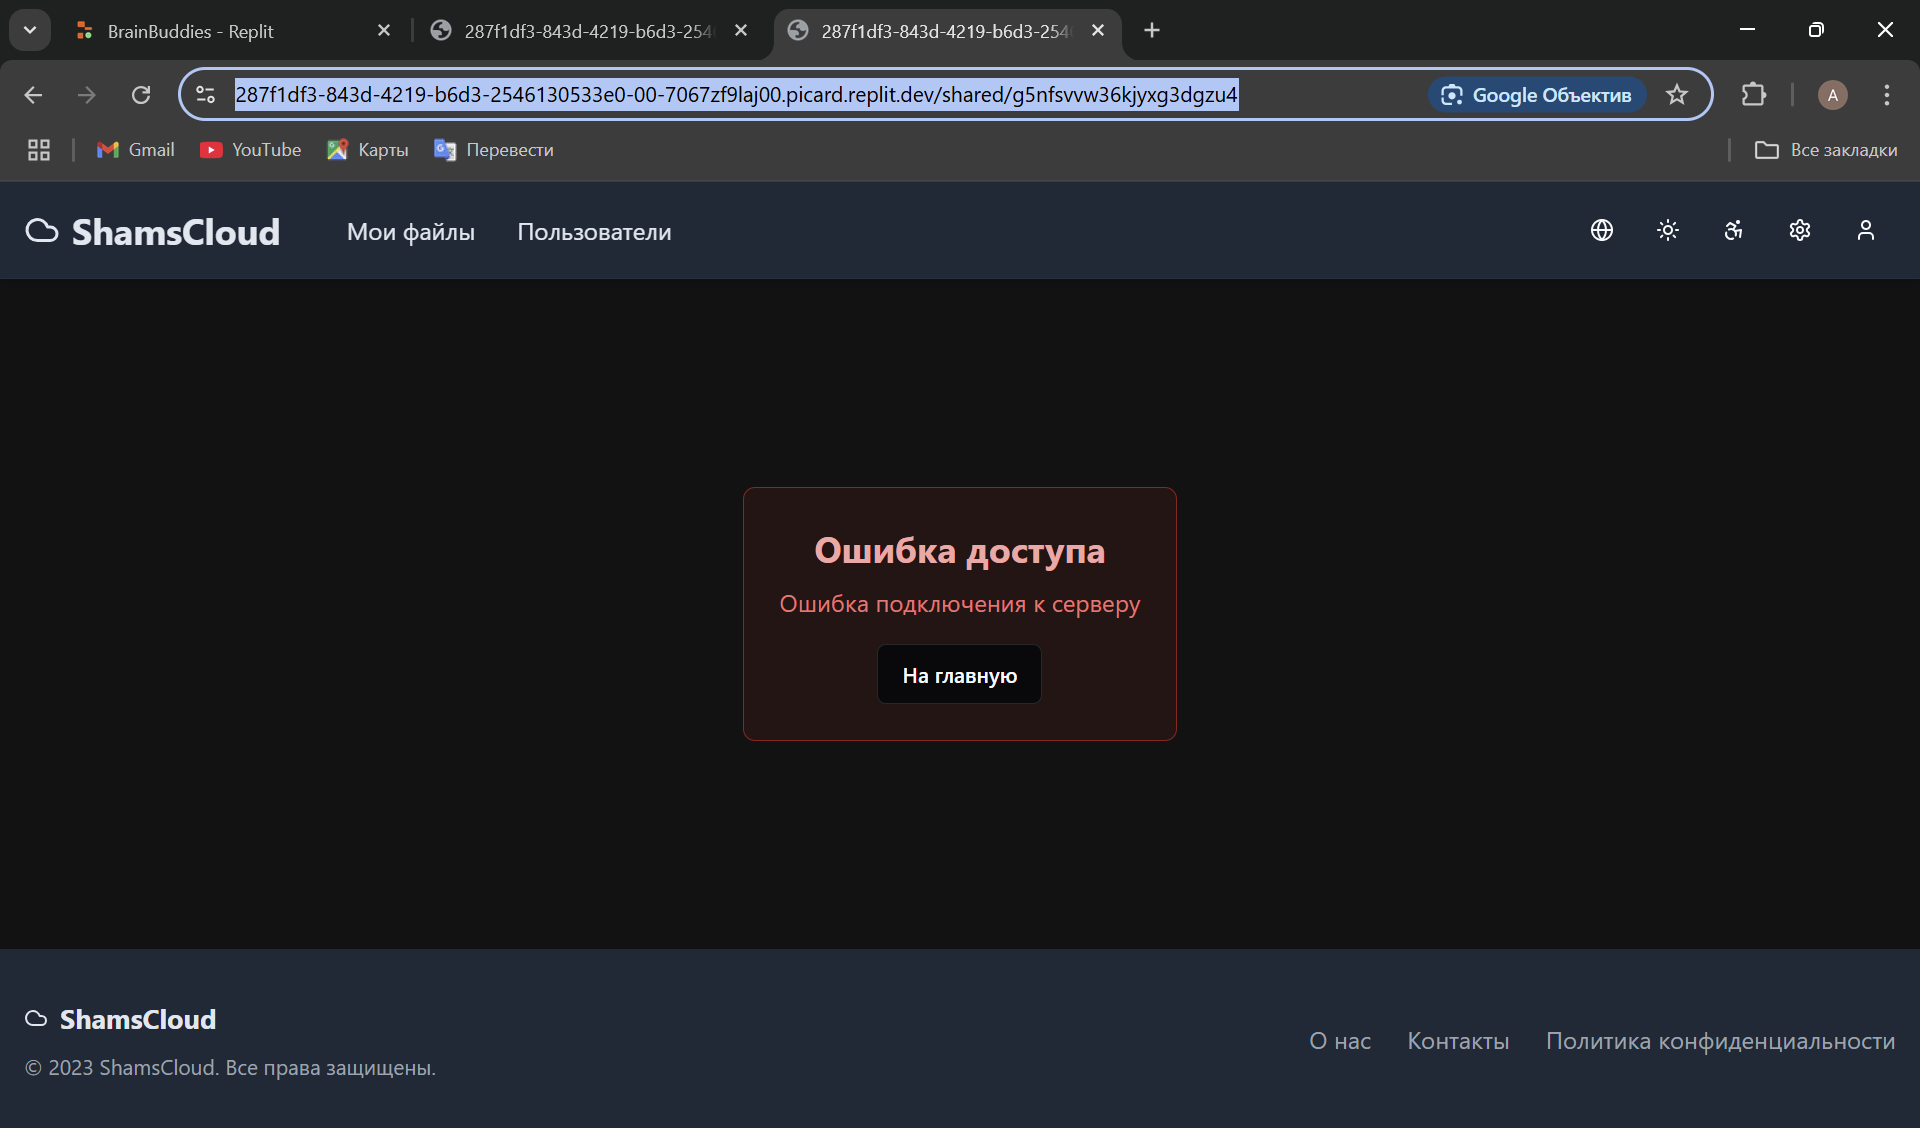 BrainBuddies - Replit
287f1df3-843d-4219-b6d3-254
287f1df3-843d-4219-b6d3-254
287f1df3-843d-4219-b6d3-2546130533e0-00-7067zf9laj00.picard.replit.dev/shared/g5nfsvvw36kjyxg3dgzu4
Google Объектив
A
Gmail
YouTube
Карты
Перевести
Все закладки
ShamsCloud
Мои файлы
Пользователи
Ошибка доступа
Ошибка подключения к серверу
На главную
ShamsCloud
© 2023 ShamsCloud. Все права защищены.
О нас
Контакты
Политика конфиденциальности